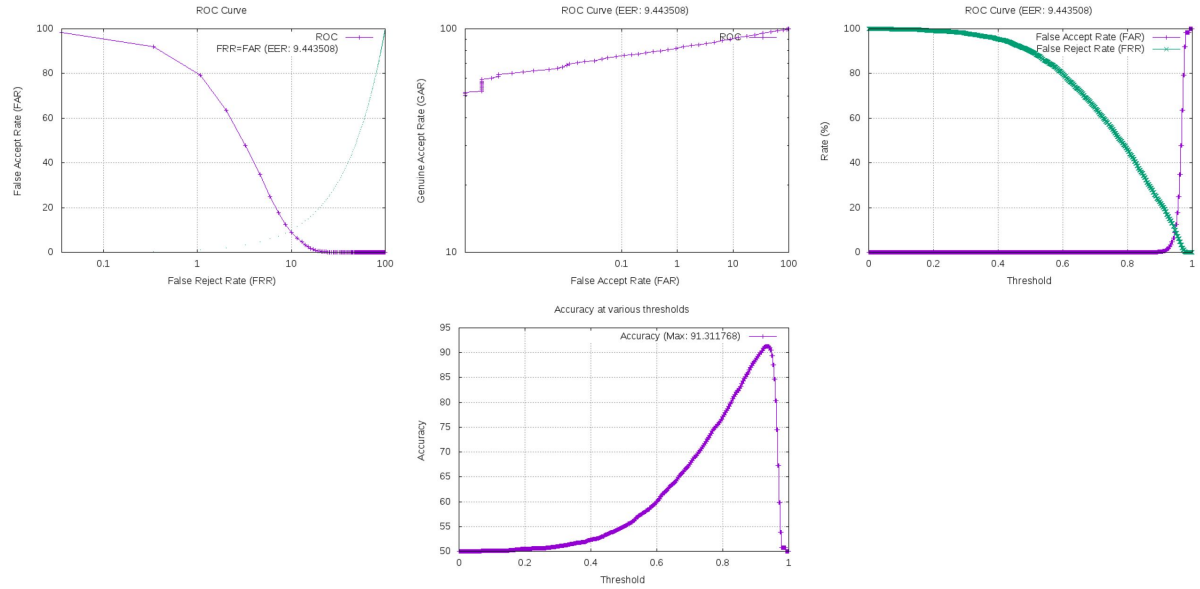 ROC Curve
ROC
FRR=FAR (EER: 9.443508)
False Accept Rate (FAR)
100
80
60
40
20
0
0.1 1 10 100
False Reject Rate (FRR)
ROC Curve (EER: 9.443508)
ROC
Genuine Accept Rate (GAR)
100
10
0.1 1 10 100
False Accept Rate (FAR)
ROC Curve (EER: 9.443508)
False Accept Rate (FAR)
False Reject Rate (FRR)
Rate (%)
100
80
60
40
20
0
0 0.2 0.4 0.6 0.8 1
Threshold
Accuracy at various thresholds
Accuracy (Max: 91.311768)
Accuracy
95
90
85
80
75
70
65
60
55
50
0 0.2 0.4 0.6 0.8 1
Threshold